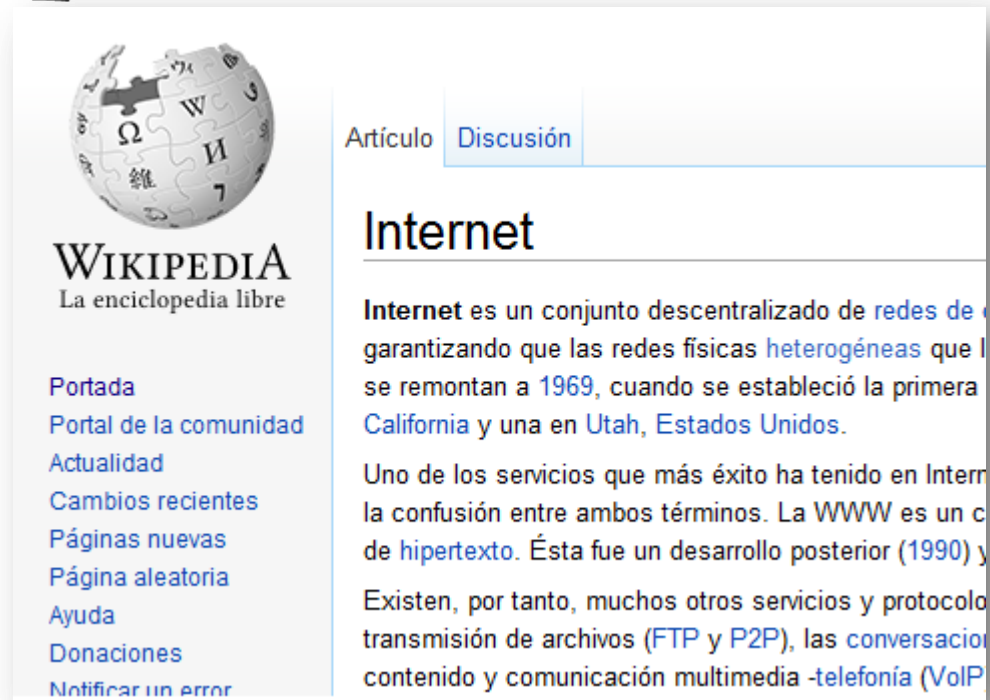 Ω
W
И
維
WIKIPEDIA
La enciclopedia libre
Portada
Portal de la comunidad
Actualidad
Cambios recientes
Páginas nuevas
Página aleatoria
Ayuda
Donaciones
Notificar un error
Artículo Discusión
Internet
Internet es un conjunto descentralizado de redes de
garantizando que las redes físicas heterogéneas que
se remontan a 1969, cuando se estableció la primera
California y una en Utah, Estados Unidos.
Uno de los servicios que más éxito ha tenido en Intern
la confusión entre ambos términos. La WWW es un c
de hipertexto. Ésta fue un desarrollo posterior (1990) y
Existen, por tanto, muchos otros servicios y protocolo
transmisión de archivos (FTP y P2P), las conversacion
contenido y comunicación multimedia -telefonía (VoIP